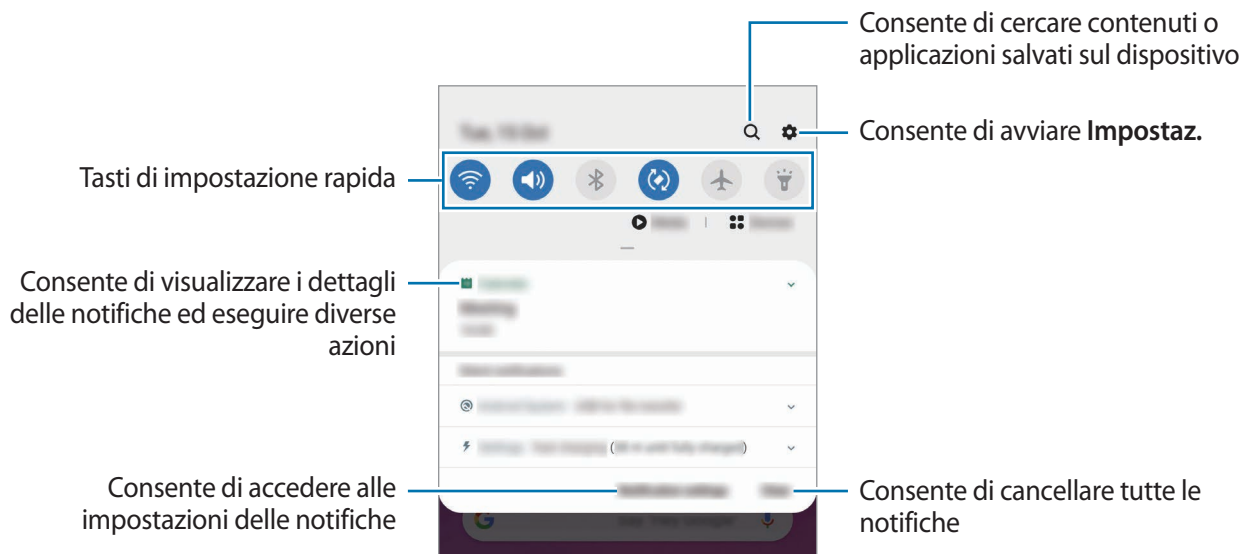 Consente di cercare contenuti o
applicazioni salvati sul dispositivo
Consente di avviare Impostaz.
Tasti di impostazione rapida
Consente di visualizzare i dettagli
delle notifiche ed eseguire diverse
azioni
Consente di accedere alle
impostazioni delle notifiche
Consente di cancellare tutte le
notifiche